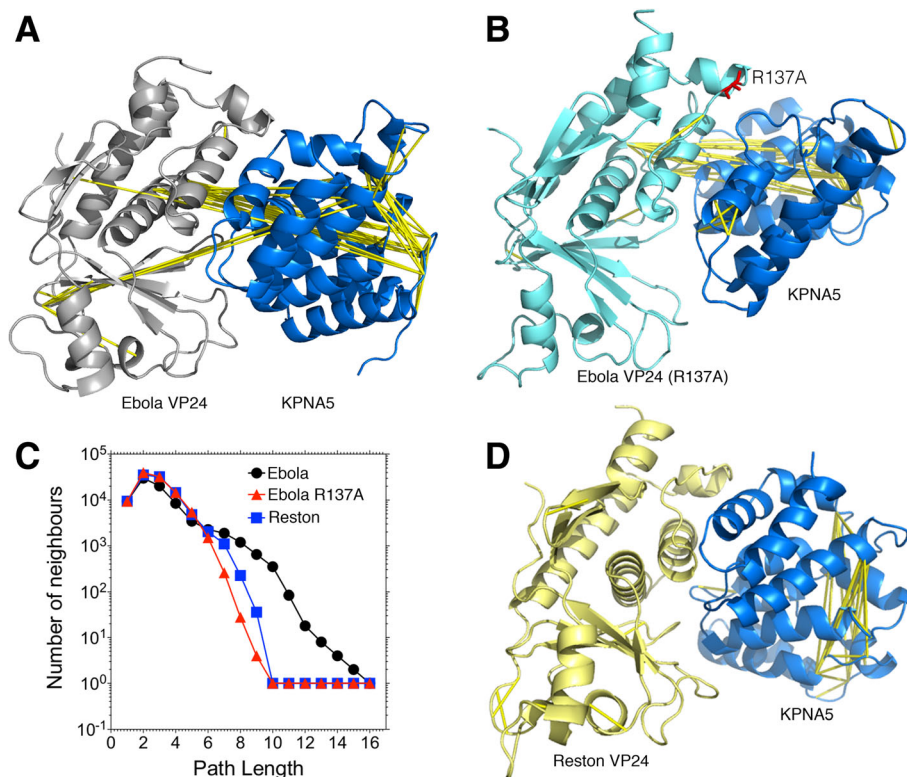 A
Ebola VP24 KPNA5
B
R137A
KPNA5
Ebola VP24 (R137A)
C
Number of neighbours
10^5
10^4
10^3
10^2
10^1
10^0
10^-1
Ebola
Ebola R137A
Reston
0 2 4 6 8 10 12 14 16
Path Length
D
KPNA5
Reston VP24